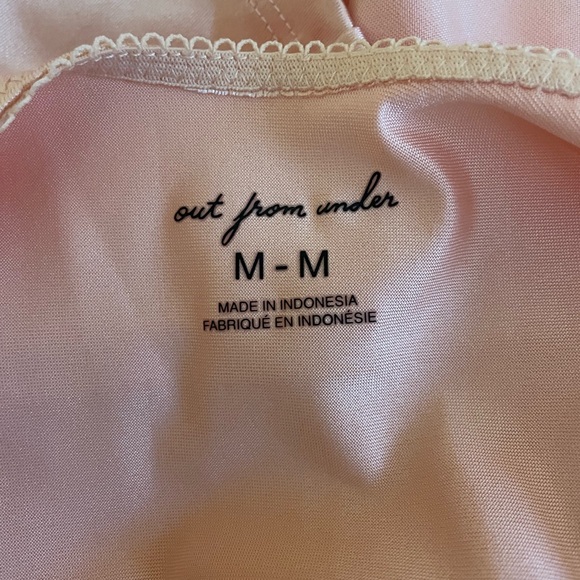 out from under
M - M
MADE IN INDONESIA
FABRIQUÉ EN INDONÉSIE